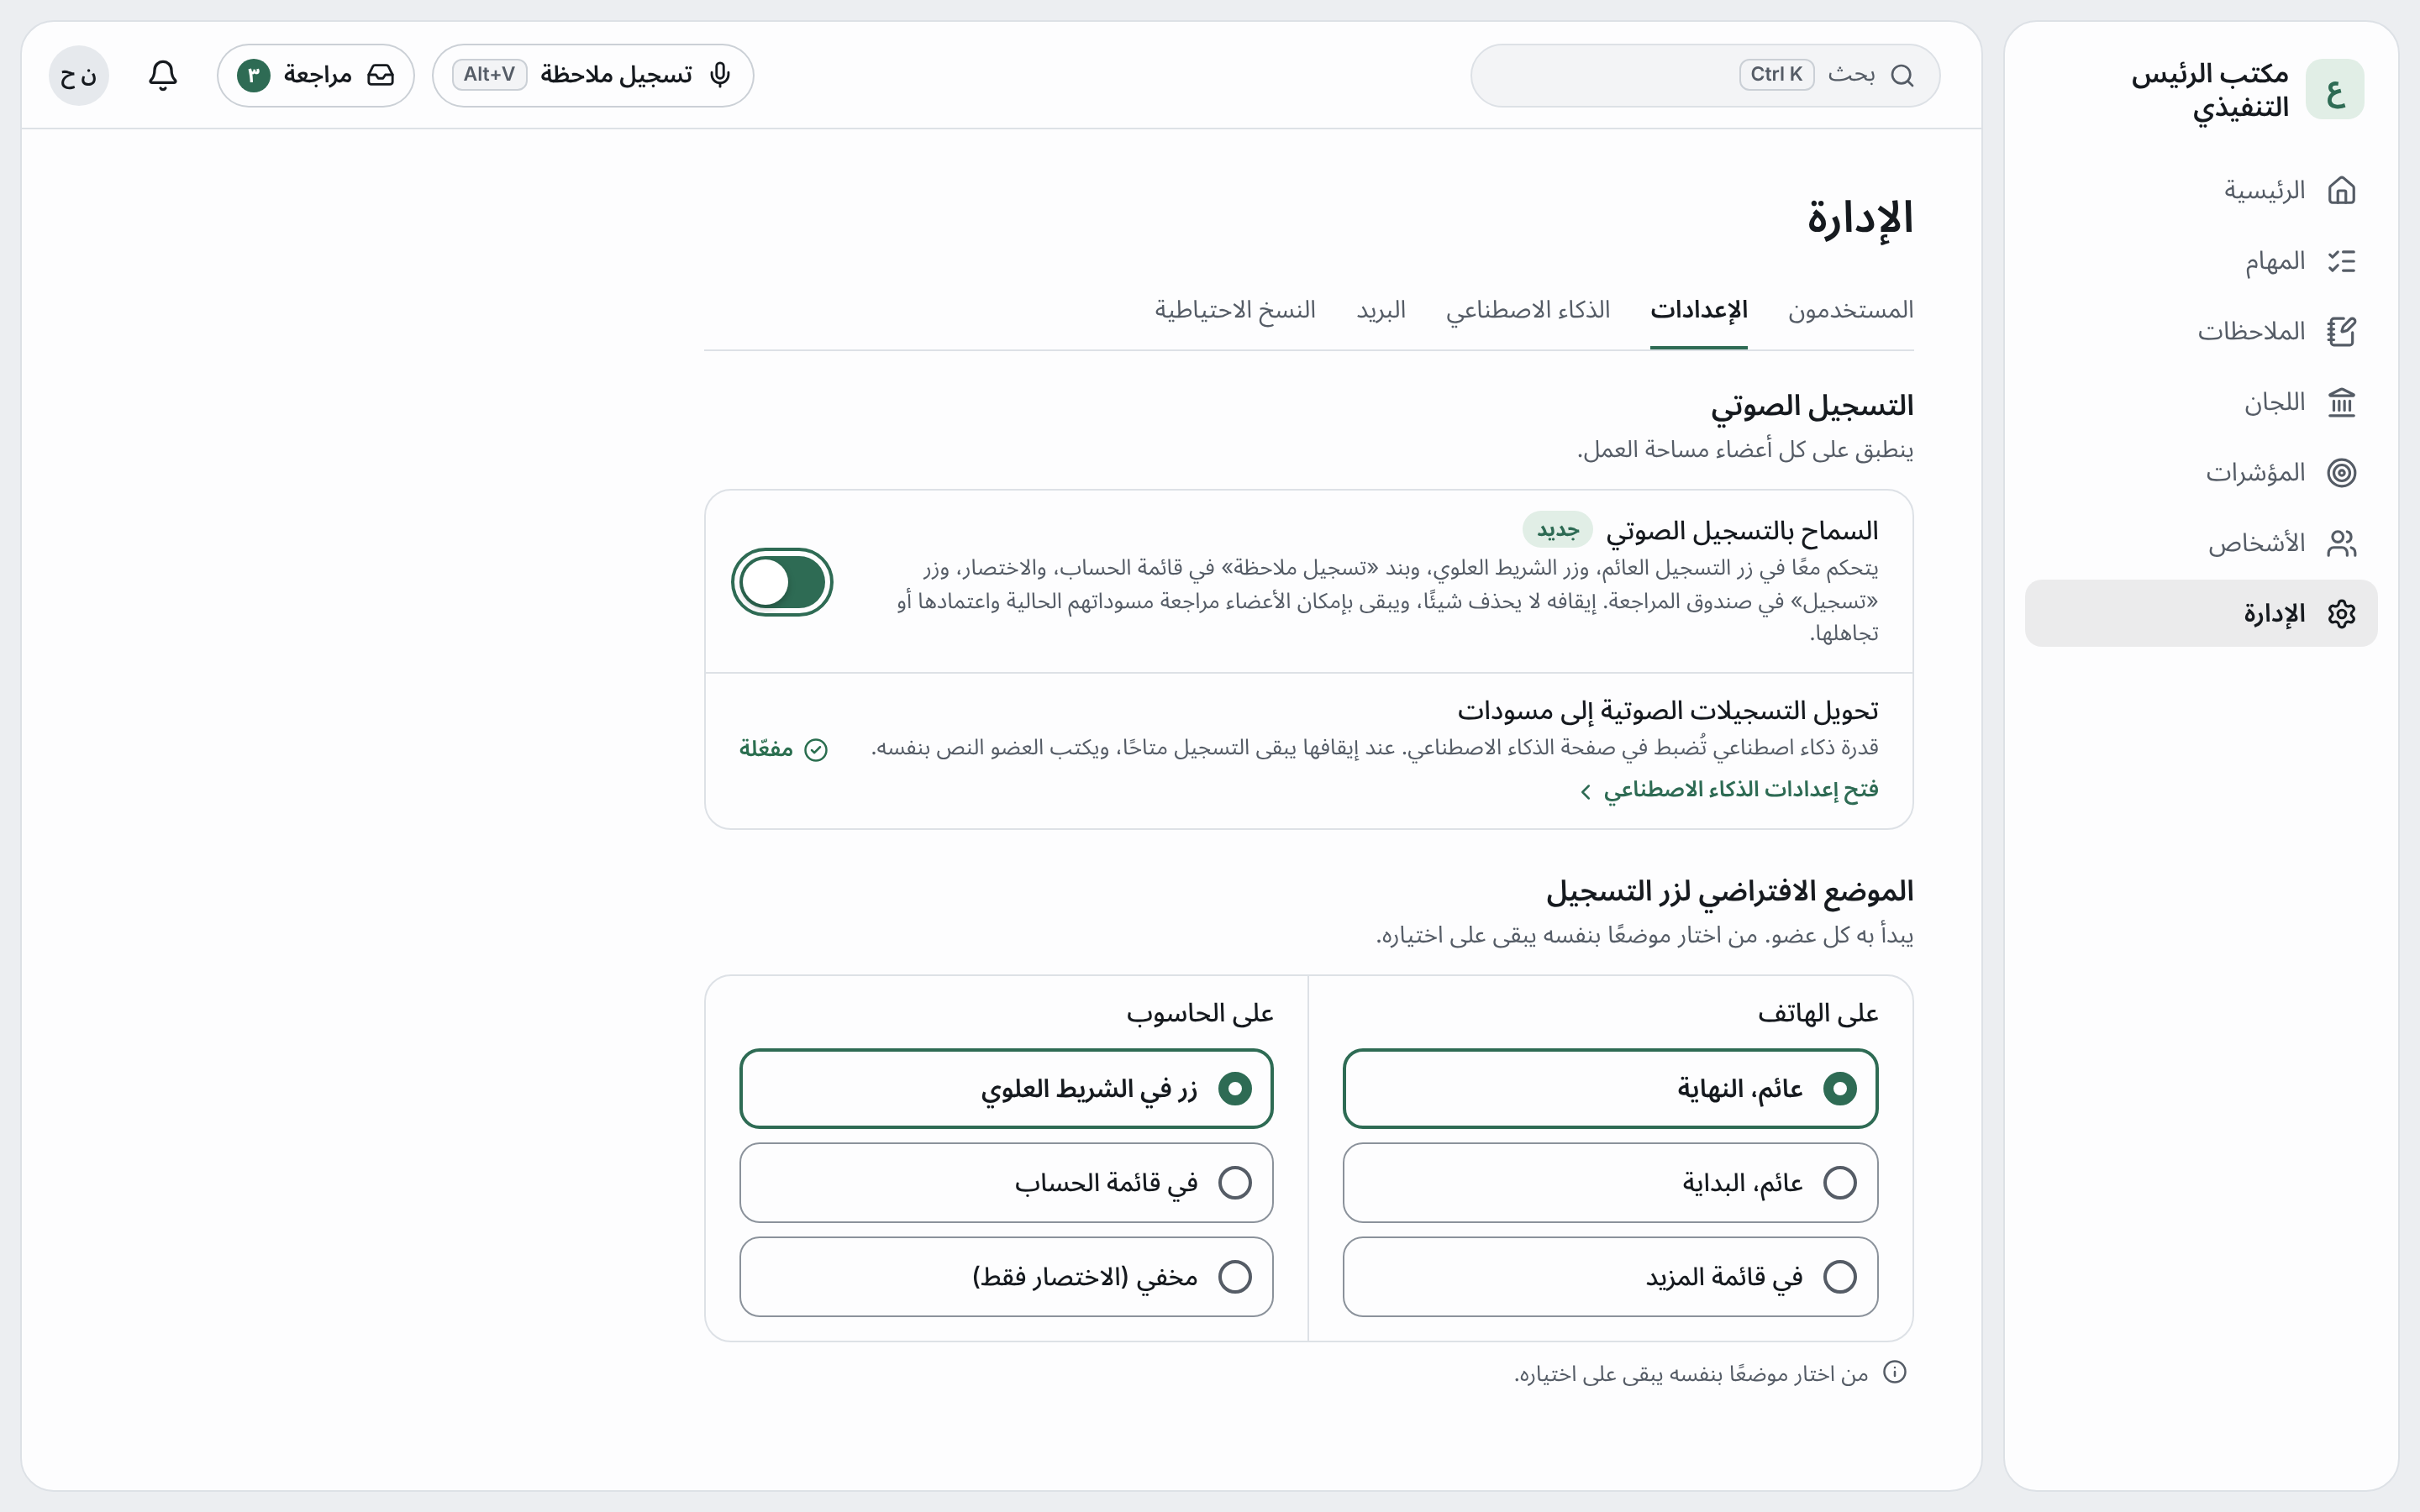 ع
مكتب الرئيس
التنفيذي
الرئيسية
المهام
الملاحظات
اللجان
المؤشرات
الأشخاص
الإدارة
بحث Ctrl K
تسجيل ملاحظة Alt+V
مراجعة ٣
ن ح
الإدارة
المستخدمون الإعدادات الذكاء الاصطناعي البريد النسخ الاحتياطية
التسجيل الصوتي
ينطبق على كل أعضاء مساحة العمل.
السماح بالتسجيل الصوتي جديد
يتحكم معًا في زر التسجيل العائم، وزر الشريط العلوي، وبند «تسجيل ملاحظة» في قائمة الحساب، والاختصار، وزر
«تسجيل» في صندوق المراجعة. إيقافه لا يحذف شيئًا، ويبقى بإمكان الأعضاء مراجعة مسوداتهم الحالية واعتمادها أو
تجاهلها.
تحويل التسجيلات الصوتية إلى مسودات
قدرة ذكاء اصطناعي تُضبط في صفحة الذكاء الاصطناعي. عند إيقافها يبقى التسجيل متاحًا، ويكتب العضو النص بنفسه.
مفعّلة
فتح إعدادات الذكاء الاصطناعي
الموضع الافتراضي لزر التسجيل
يبدأ به كل عضو. من اختار موضعًا بنفسه يبقى على اختياره.
على الهاتف
عائم، النهاية
عائم، البداية
في قائمة المزيد
على الحاسوب
زر في الشريط العلوي
في قائمة الحساب
مخفي (الاختصار فقط)
من اختار موضعًا بنفسه يبقى على اختياره.